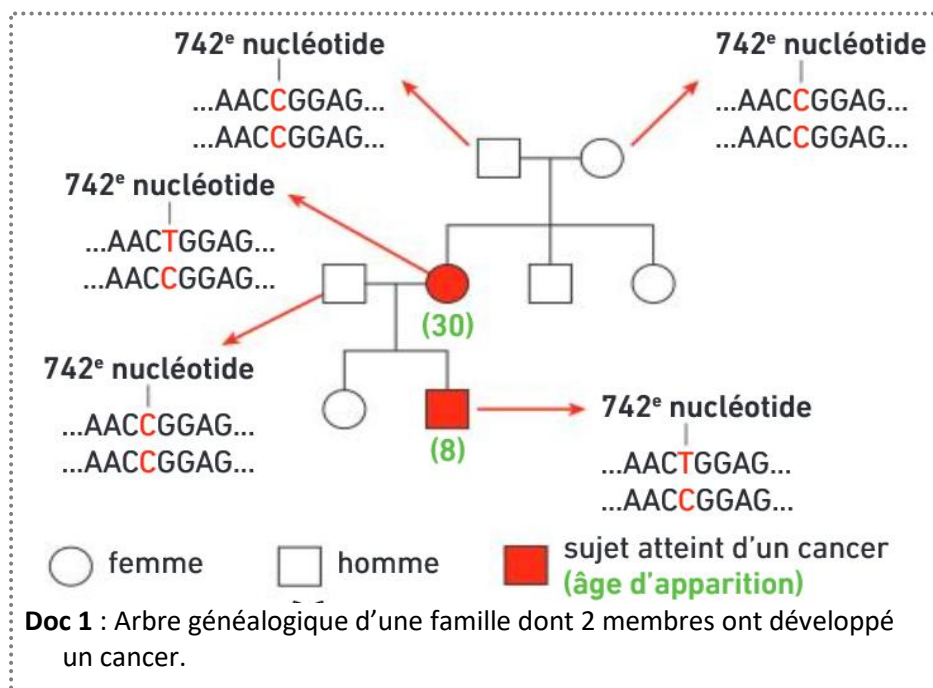 742e nucléotide
...AACCGGAG...
...AACCGGAG...
742e nucléotide
...AACCGGAG...
...AACCGGAG...
742e nucléotide
...AACTGGAG...
...AACCGGAG...
(30)
742e nucléotide
...AACCGGAG...
...AACCGGAG...
(8)
742e nucléotide
...AACTGGAG...
...AACCGGAG...
femme
homme
sujet atteint d'un cancer
(âge d'apparition)
Doc 1 : Arbre généalogique d'une famille dont 2 membres ont développé
un cancer.